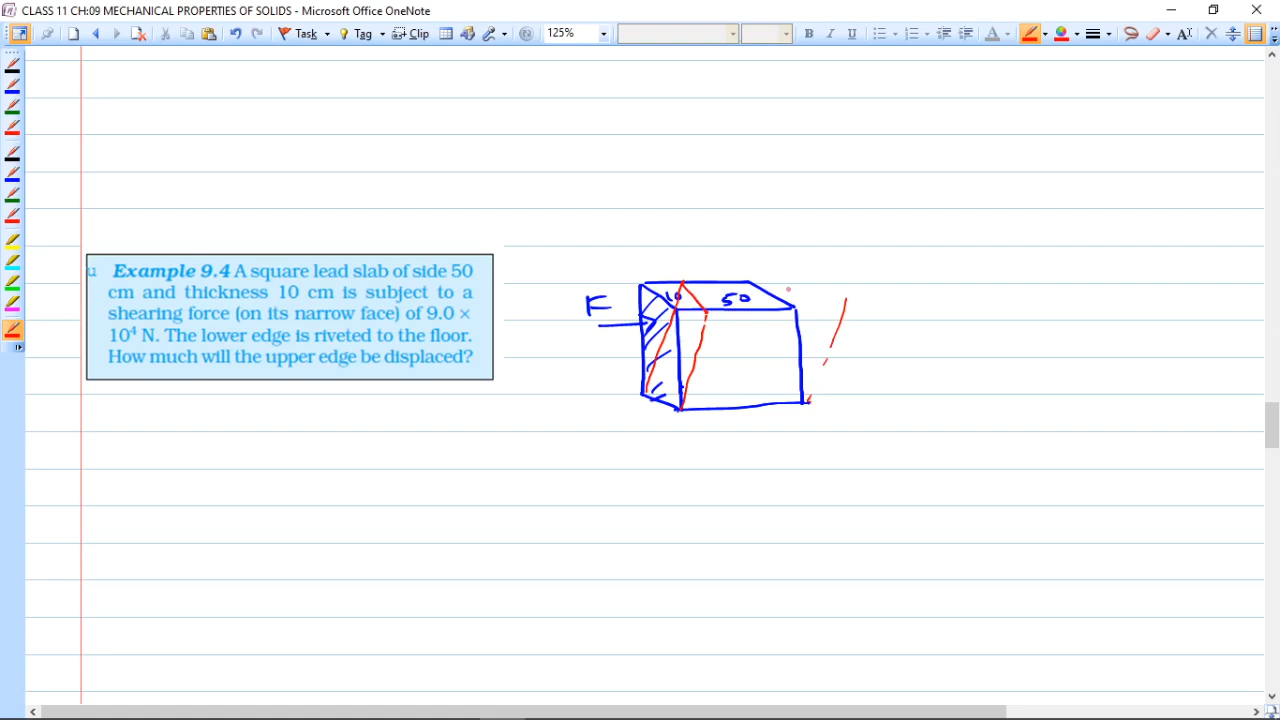 CLASS 11 CH:09 MECHANICAL PROPERTIES OF SOLIDS - Microsoft Office OneNote
Task Tag Clip 125% B I U
u Example 9.4 A square lead slab of side 50
cm and thickness 10 cm is subject to a
shearing force (on its narrow face) of 9.0 ×
10⁴ N. The lower edge is riveted to the floor.
How much will the upper edge be displaced?
F
10 50